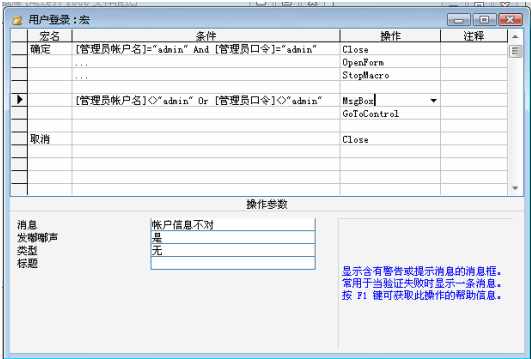 用户登录:宏
宏名 条件 操作 注释
确定 [管理员帐户名]="admin" And [管理员口令]="admin" Close
... OpenForm
... StopMacro
[管理员帐户名]<>"admin" Or [管理员口令]<>"admin" MsgBox
GoToControl
取消 Close
操作参数
消息 帐户信息不对
发嘟嘟声 是
类型 无
标题
显示含有警告或提示消息的消息框。
常用于当验证失败时显示一条消息。
按 F1 键可获取此操作的帮助信息。